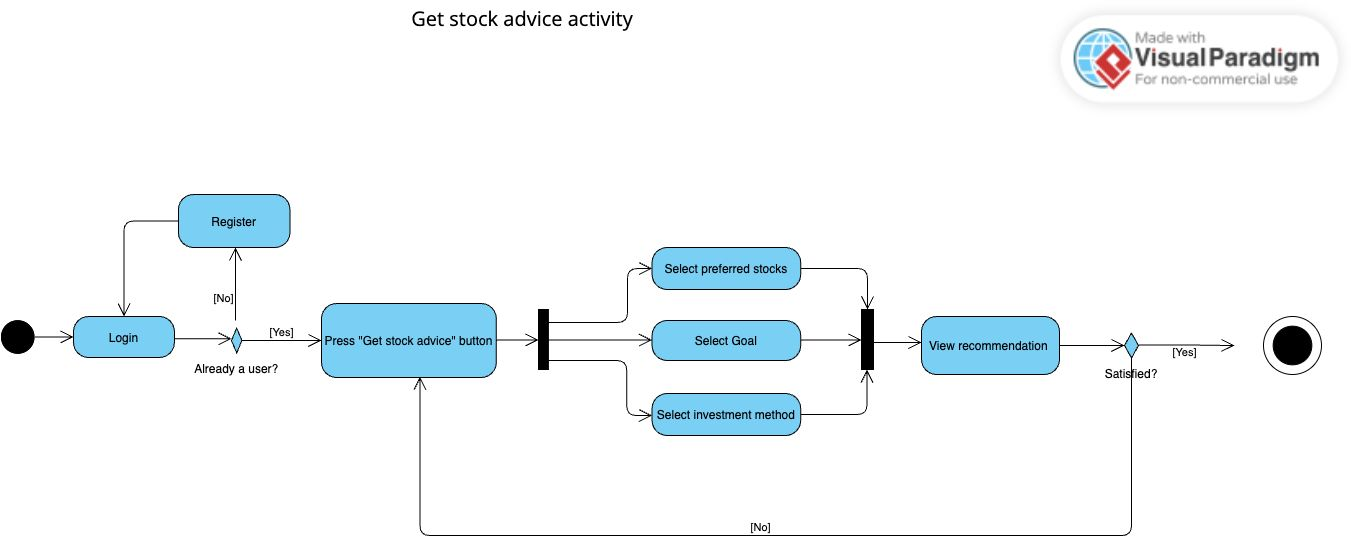 Get stock advice activity
Made with
Visual Paradigm
For non-commercial use
Register
[No]
Login
[Yes]
Already a user?
Press "Get stock advice" button
Select preferred stocks
Select Goal
Select investment method
View recommendation
[Yes]
Satisfied?
[No]